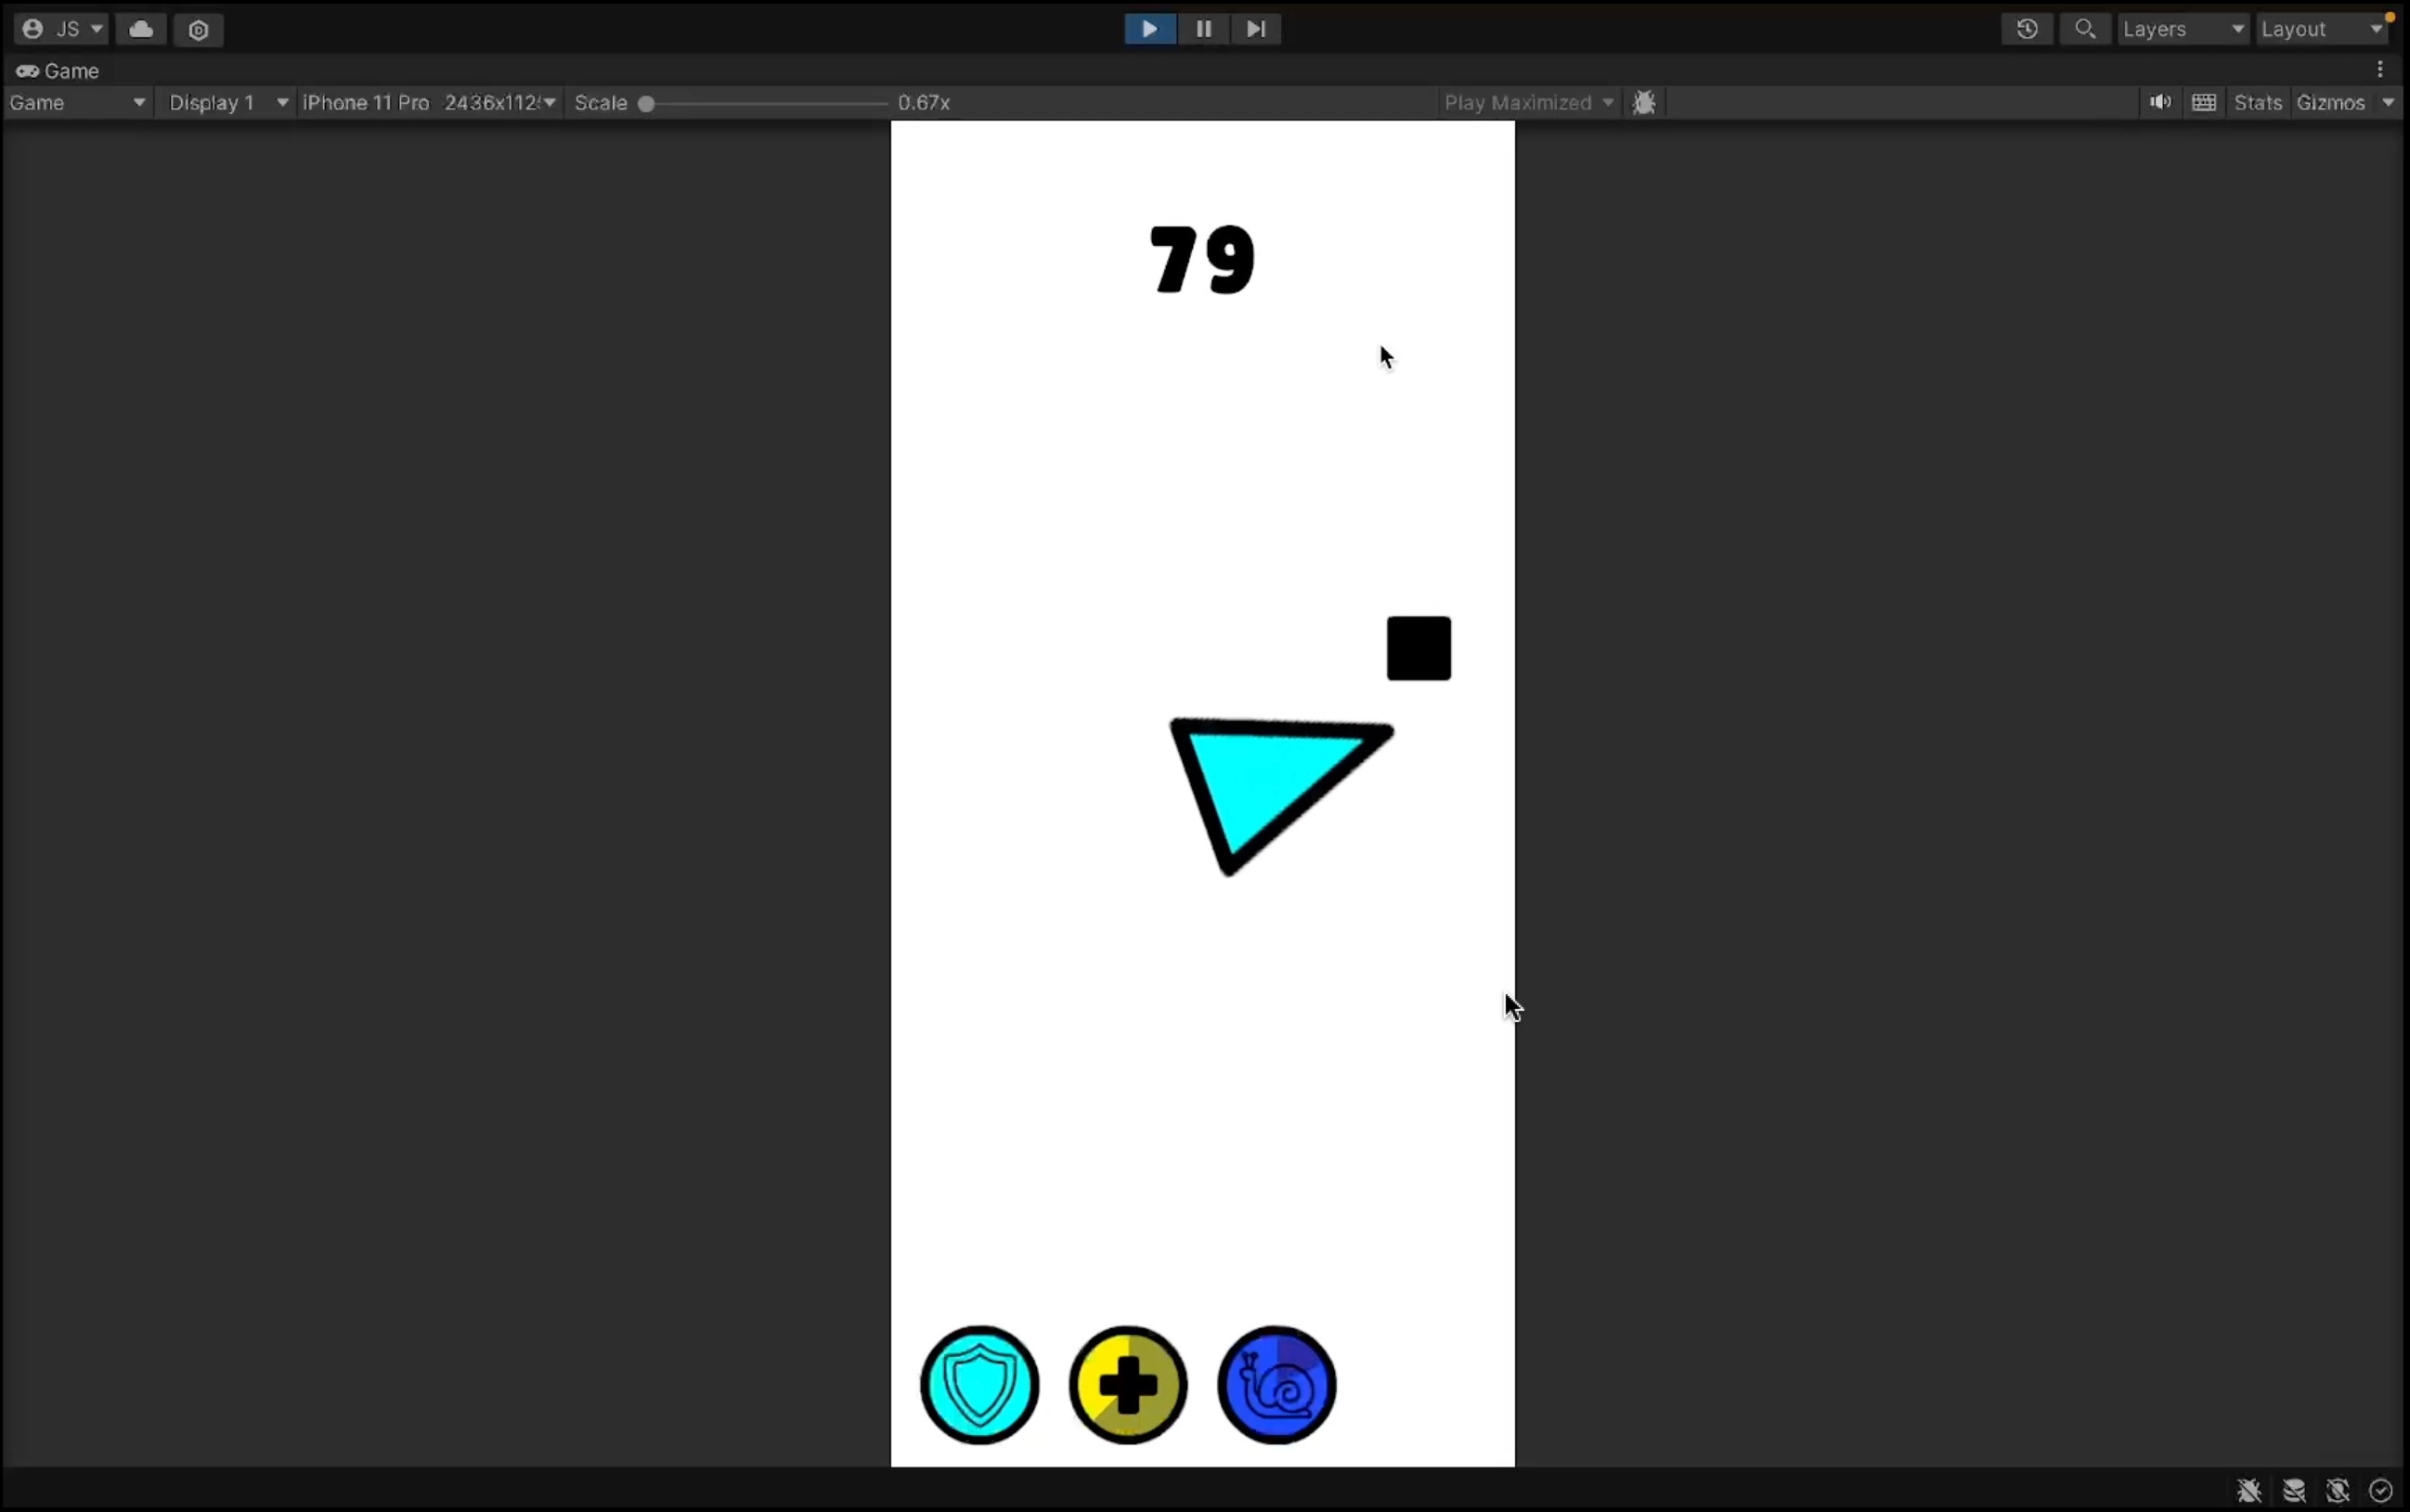 JS
Layers
Layout
Game
Game
Display 1
iPhone 11 Pro 2436x112
Scale
0.67x
Play Maximized
Stats
Gizmos
79